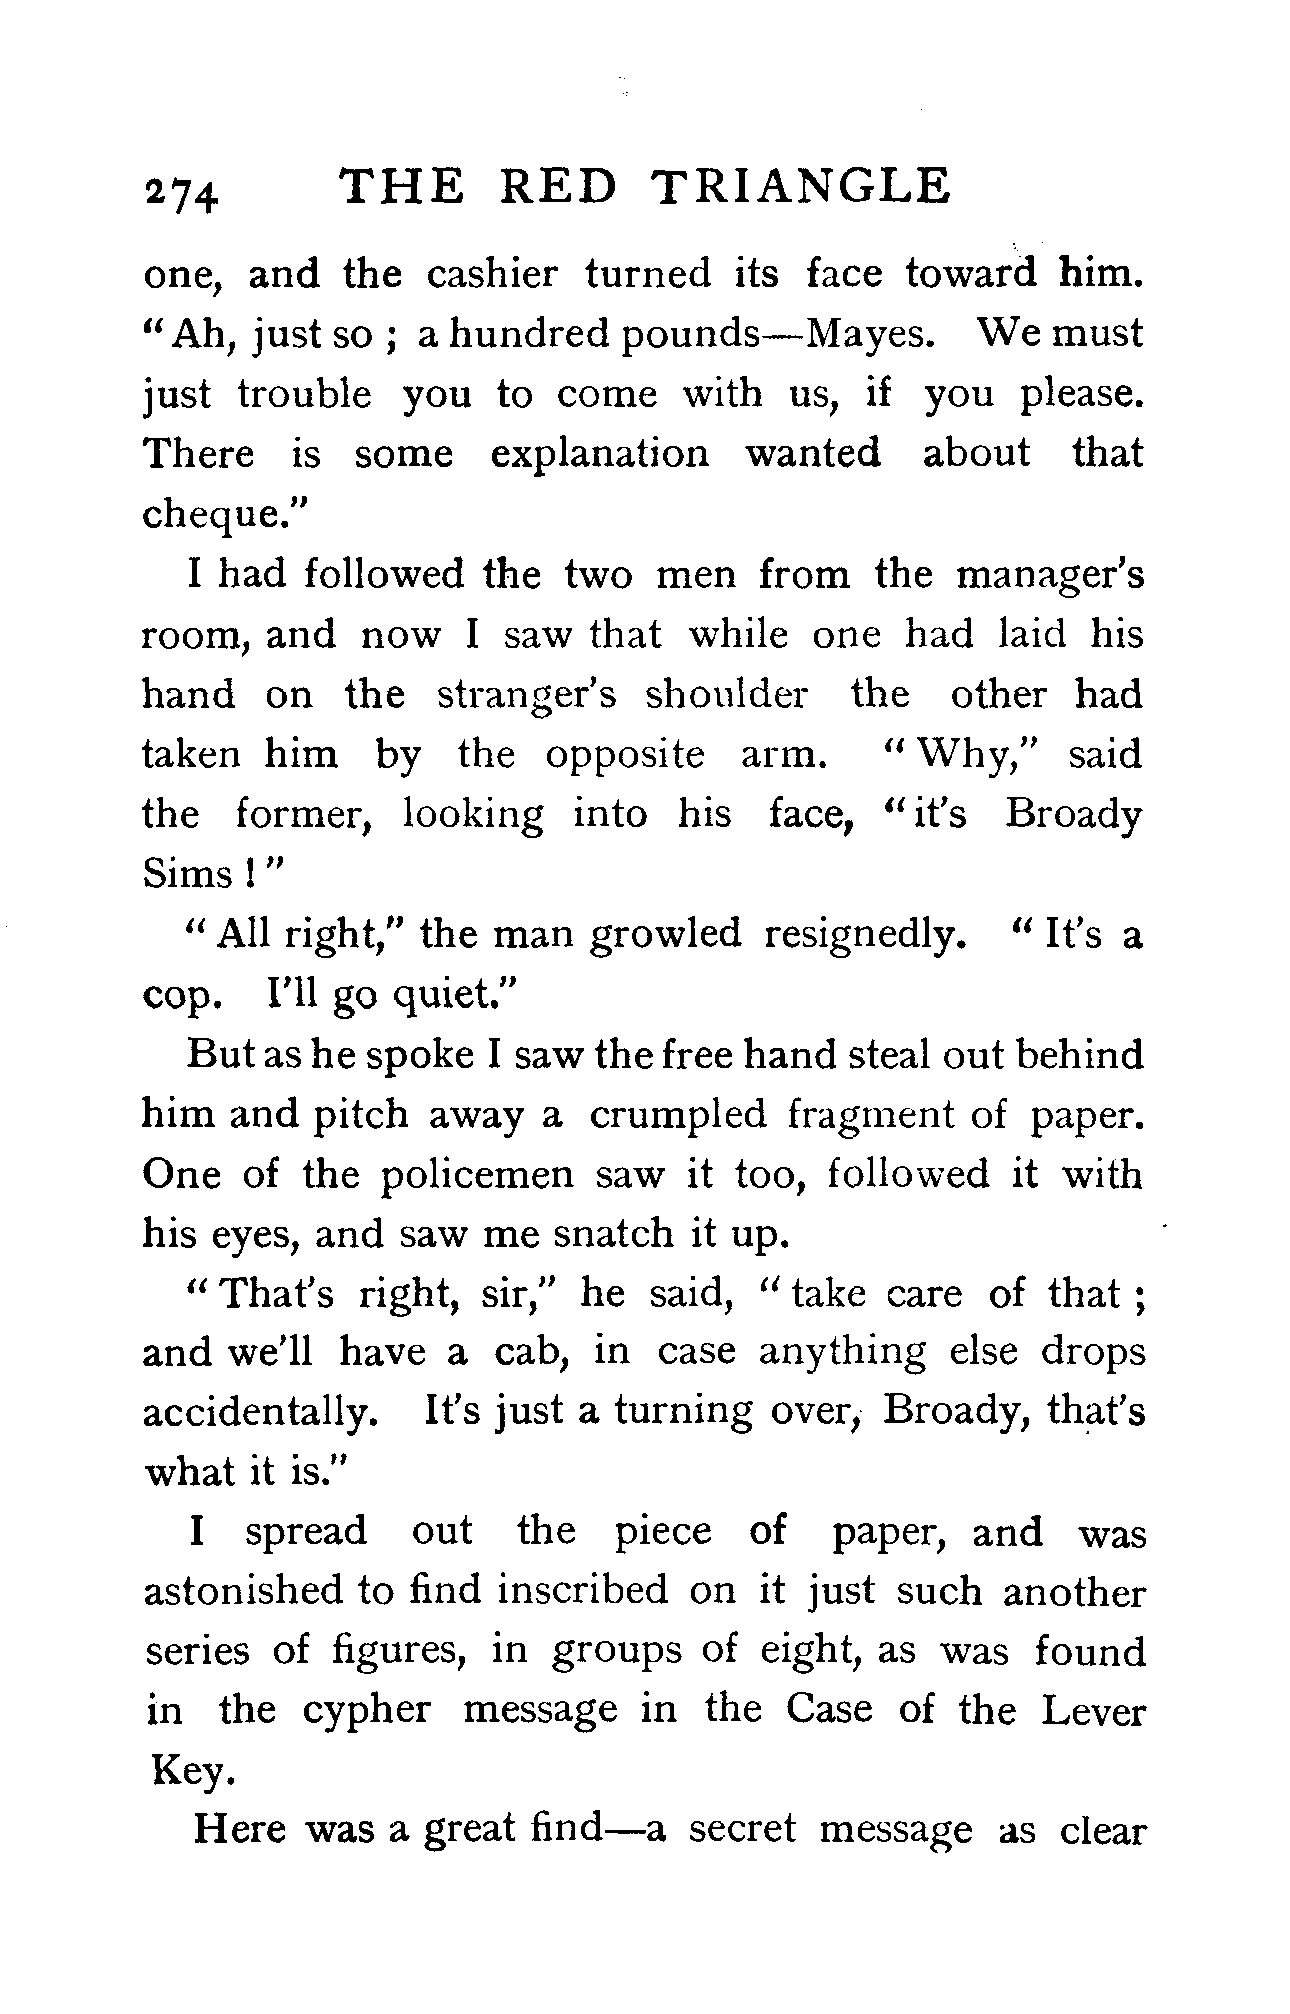 274 THE RED TRIANGLE
one, and the cashier turned its face toward him.
" Ah, just so ; a hundred pounds—Mayes. We must
just trouble you to come with us, if you please.
There is some explanation wanted about that
cheque."
I had followed the two men from the manager's
room, and now I saw that while one had laid his
hand on the stranger's shoulder the other had
taken him by the opposite arm. " Why," said
the former, looking into his face, " it's Broady
Sims ! "
" All right," the man growled resignedly. " It's a
cop. I'll go quiet."
But as he spoke I saw the free hand steal out behind
him and pitch away a crumpled fragment of paper.
One of the policemen saw it too, followed it with
his eyes, and saw me snatch it up.
" That's right, sir," he said, " take care of that ;
and we'll have a cab, in case anything else drops
accidentally. It's just a turning over, Broady, that's
what it is."
I spread out the piece of paper, and was
astonished to find inscribed on it just such another
series of figures, in groups of eight, as was found
in the cypher message in the Case of the Lever
Key.
Here was a great find—a secret message as clear